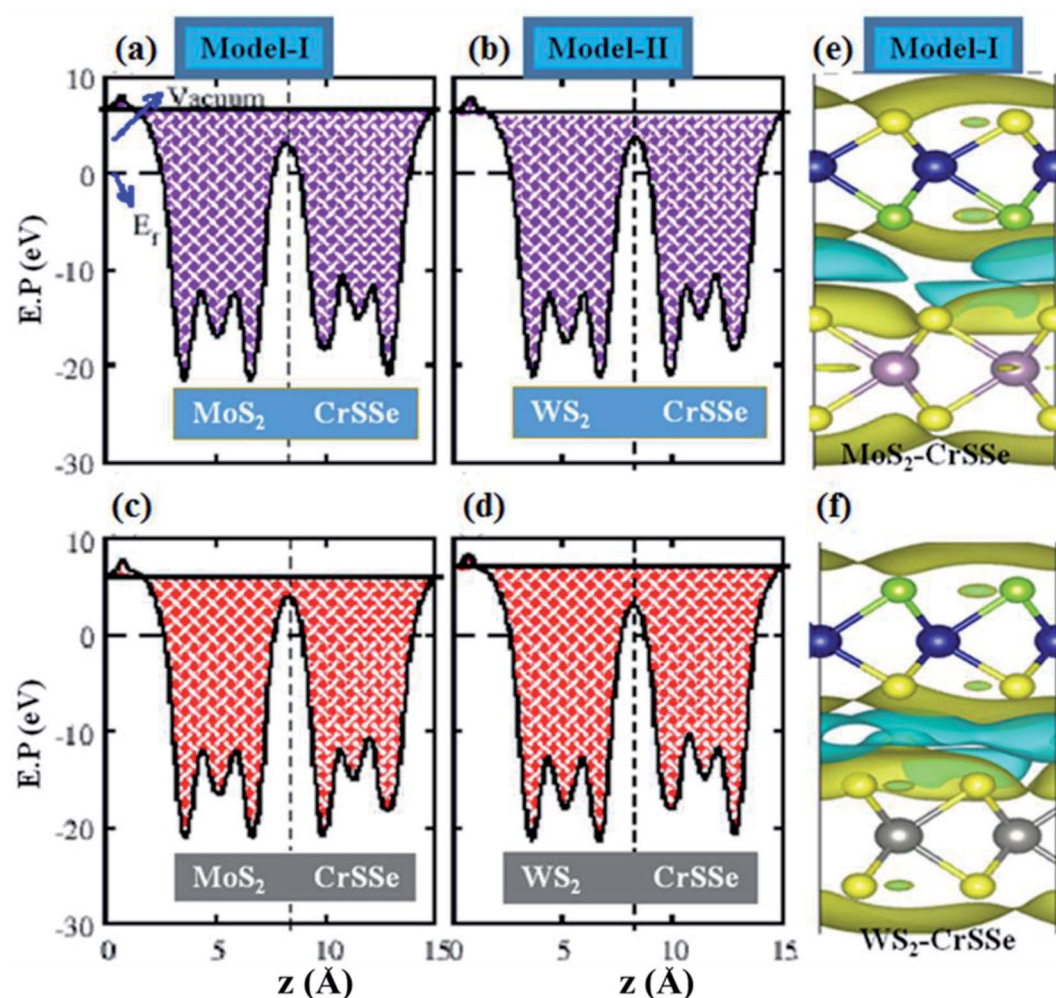 (a) Model-I
(b) Model-II
(e) Model-I
10
Vacuum
0
E_f
-10
-20
-30
E.P (eV)
MoS₂ CrSSe
WS₂ CrSSe
MoS₂-CrSSe
(c)
(d)
(f)
10
0
-10
-20
-30
E.P (eV)
MoS₂ CrSSe
WS₂ CrSSe
WS₂-CrSSe
0 5 10 15
5 10 15
z (Å)
z (Å)